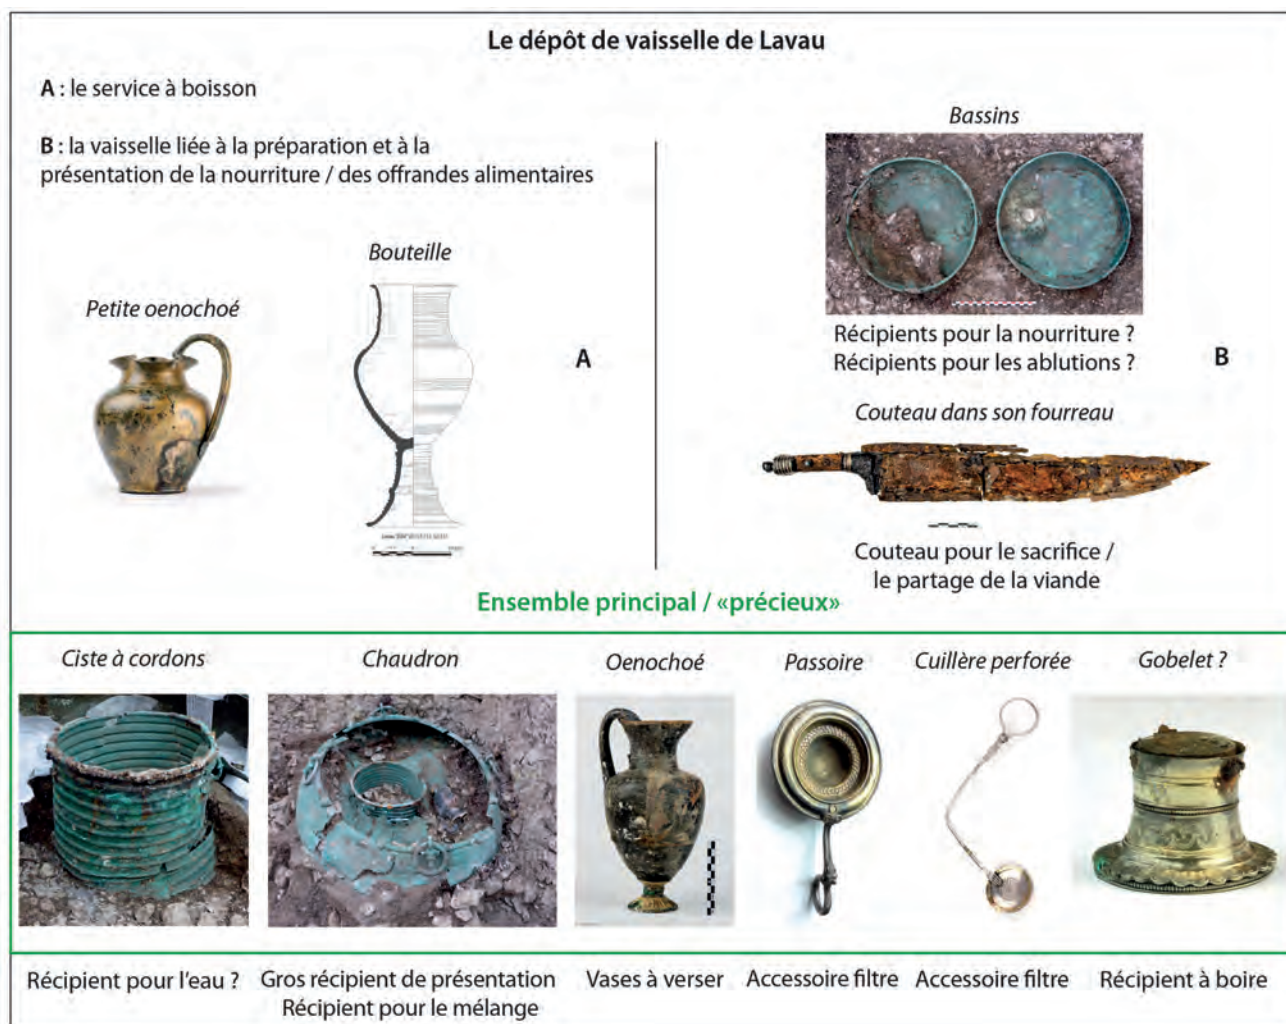 Le dépôt de vaisselle de Lavau
A : le service à boisson
B : la vaisselle liée à la préparation et à la
présentation de la nourriture / des offrandes alimentaires
Petite oenochoé
Bouteille
A
Bassins
Récipients pour la nourriture ?
Récipients pour les ablutions ?
B
Couteau dans son fourreau
Couteau pour le sacrifice /
le partage de la viande
Ensemble principal / «précieux»
Ciste à cordons
Chaudron
Oenochoé
Passoire
Cuillère perforée
Gobelet ?
Récipient pour l'eau ?
Gros récipient de présentation
Récipient pour le mélange
Vases à verser
Accessoire filtre
Accessoire filtre
Récipient à boire